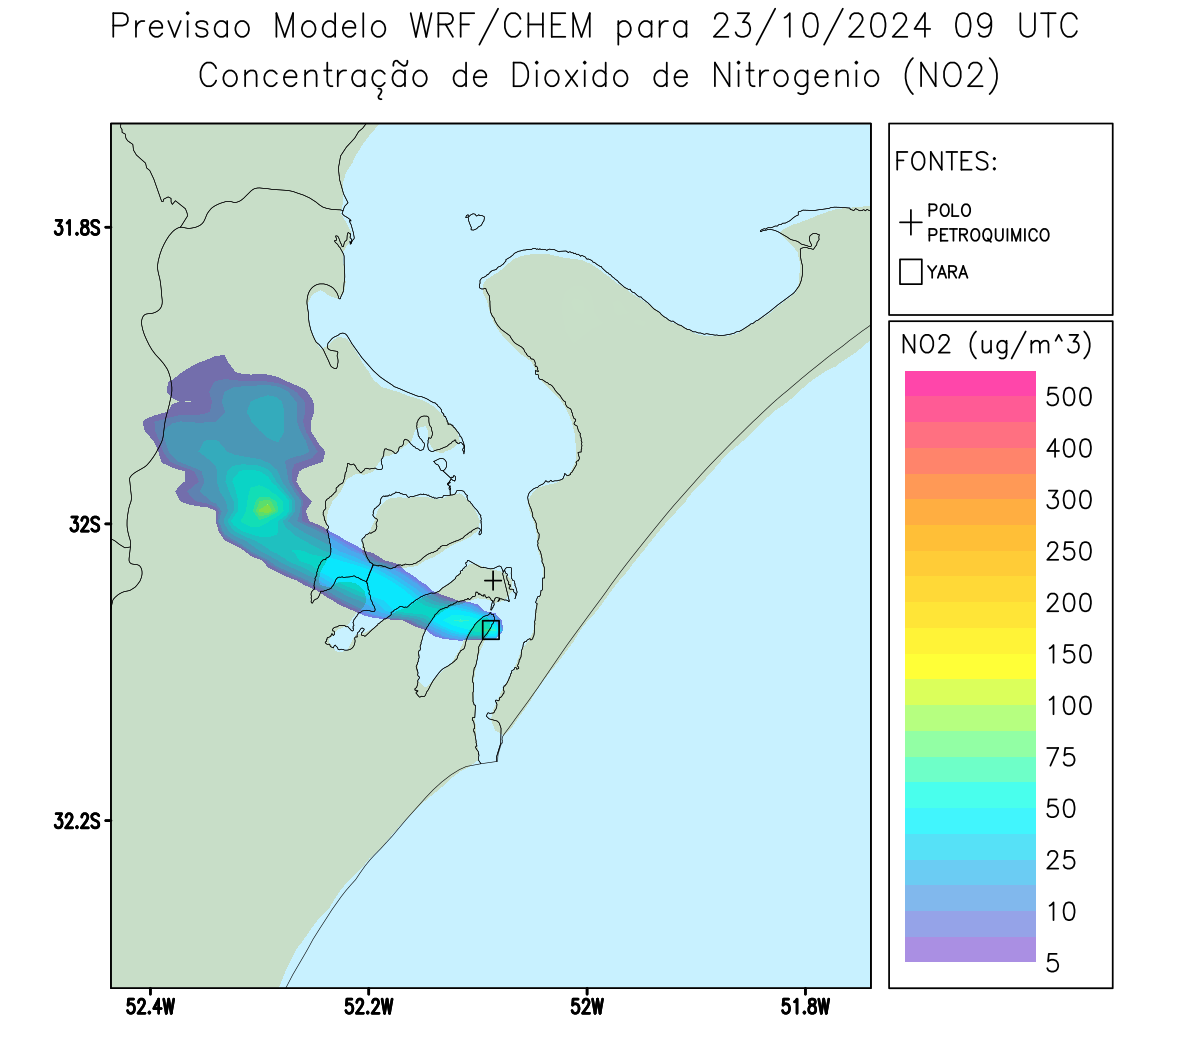 Previsao Modelo WRF/CHEM para 23/10/2024 09 UTC
Concentração de Dioxido de Nitrogenio (NO2)
FONTES:
POLO
PETROQUIMICO
YARA
NO2 (ug/m^3)
500
400
300
250
200
150
100
75
50
25
10
5
31.8S
32S
32.2S
52.4W
52.2W
52W
51.8W